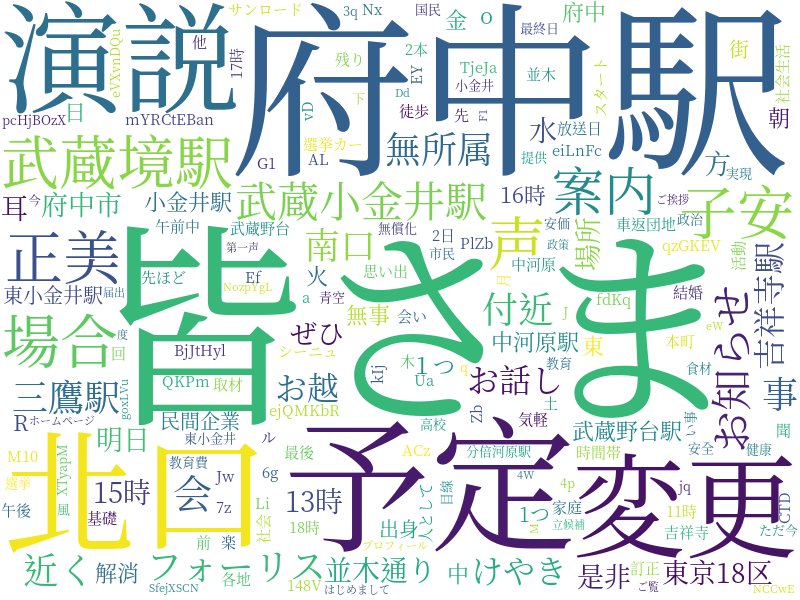 演説
府中駅
サンロード
3q
Nx
国民
府中
他
17時
残り
2本
金
o
最終日
街
eVXvnDQu
TjeJa
EY
小金井
並木
スタート
社会生活
pcHjBOzX
日
mYRCtEBan
vD
下
Dd
徒歩
先
F1
朝
武蔵境駅
選挙カー
AL
G1
無所属
水
放送日
eiLnFc
提供
方
実現
耳
今
府中市
小金井駅
武蔵小金井駅
16時
案内
ご挨拶
子安
正美
午前中
武蔵野台
第一声
無償化
2日
市民
PlZb
声
安価
政策
場所
車返団地
政治
活動
qzGKEV
吉祥寺駅
東小金井駅
届出
先ほど
NozpYgL
Ef
南口
火
a
青空
思い出
中河原
月
fdKq
J
結婚
お知らせ
皆さま
場合
度
回
BjJtHyl
ぜひ
無事
会い
シーニュ
付近
中河原駅
東
本町
eW
三鷹駅
QKPm
取材
お越
kij
木
1つ
Ua
9
お話し
教育
食材
事
R
ホームページ
民間企業
ejQMKbR
Zb
高校
気軽
土
武蔵野台駅
安全
健康
聞
北口
明日
東小金井
ル
最後
ACz
予定
変更
分倍河原駅
時間帯
M10
選挙
XTyapM
教育費
Jw
6g
4W
4p
jq
CTD
15時
会
7z
13時
Li
社会
1つ
家庭
11時
午後
風
基礎
18時
出身
人として
目線
M
立候補
吉祥寺
ただ今
前
楽
プロフィール
近く
解消
フォーリス
各地
並木通り
中
けやき
是非
訂正
東京18区
SfejXSCN
148V
はじめまして
ご覧
NCCwE